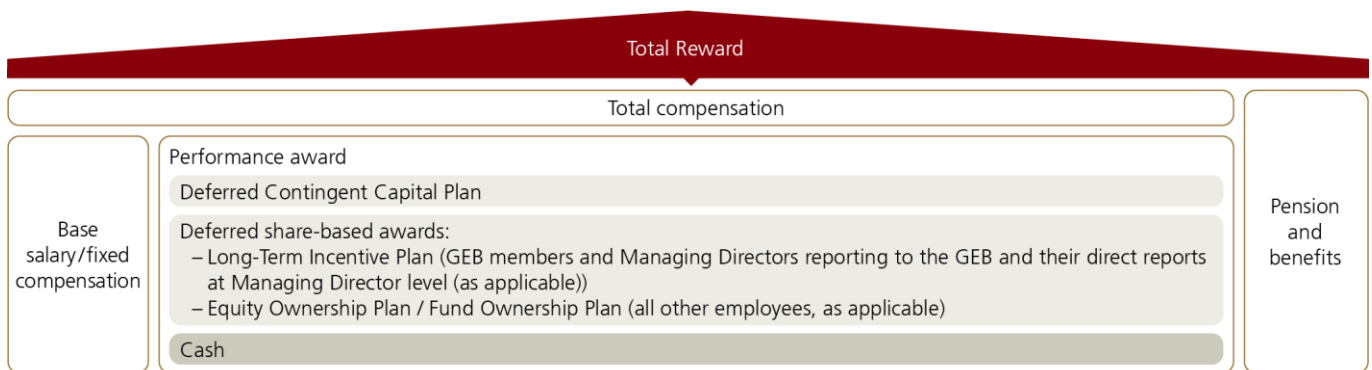 Total Reward
Total compensation
Base
salary/fixed
compensation
Performance award
Deferred Contingent Capital Plan
Deferred share-based awards:
– Long-Term Incentive Plan (GEB members and Managing Directors reporting to the GEB and their direct reports
at Managing Director level (as applicable))
– Equity Ownership Plan / Fund Ownership Plan (all other employees, as applicable)
Cash
Pension
and
benefits